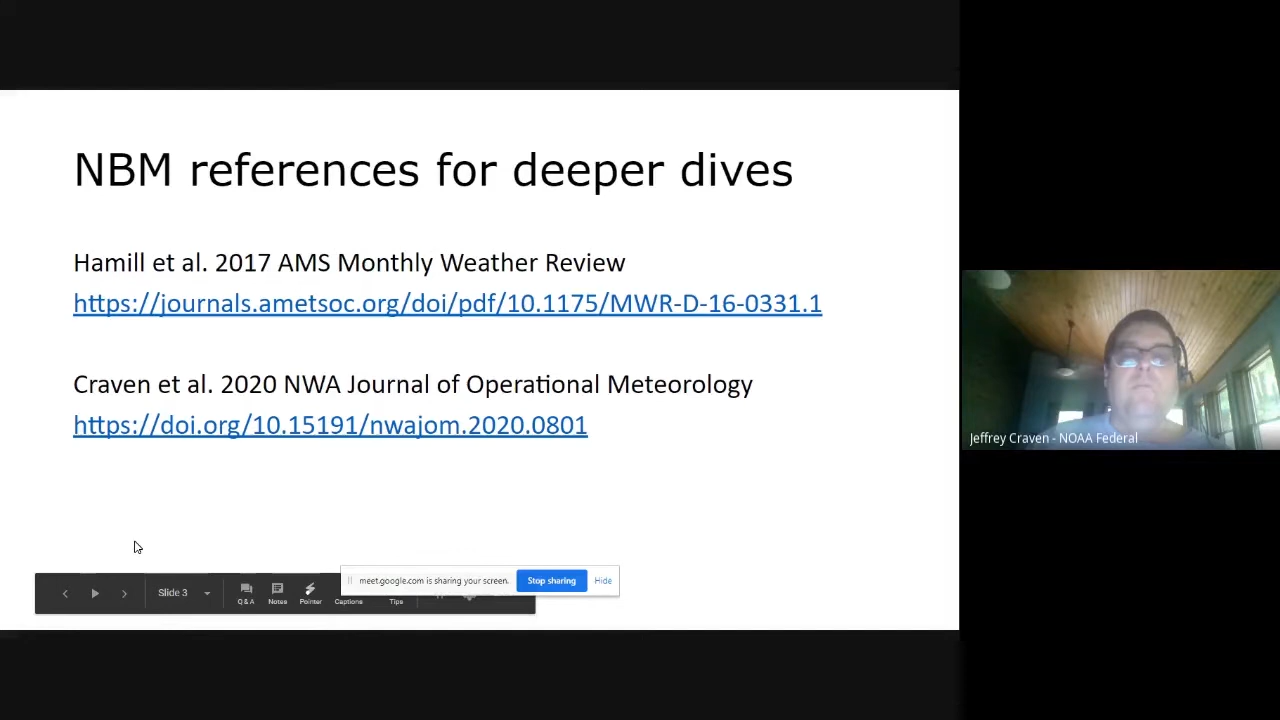 NBM references for deeper dives
Hamill et al. 2017 AMS Monthly Weather Review
https://journals.ametsoc.org/doi/pdf/10.1175/MWR-D-16-0331.1
Craven et al. 2020 NWA Journal of Operational Meteorology
https://doi.org/10.15191/nwajom.2020.0801
Jeffrey Craven - NOAA Federal
meet.google.com is sharing your screen.
Stop sharing
Hide
Slide 3
Q & A
Notes
Pointer
Captions
Tips